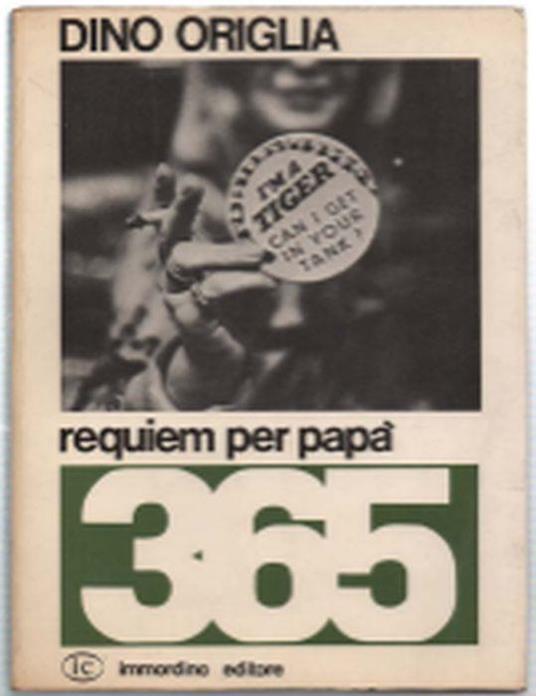 DINO ORIGLIA
I'M A
TIGER
CAN I GET
IN YOUR
TANK?
requiem per papà
365
ic immordino editore